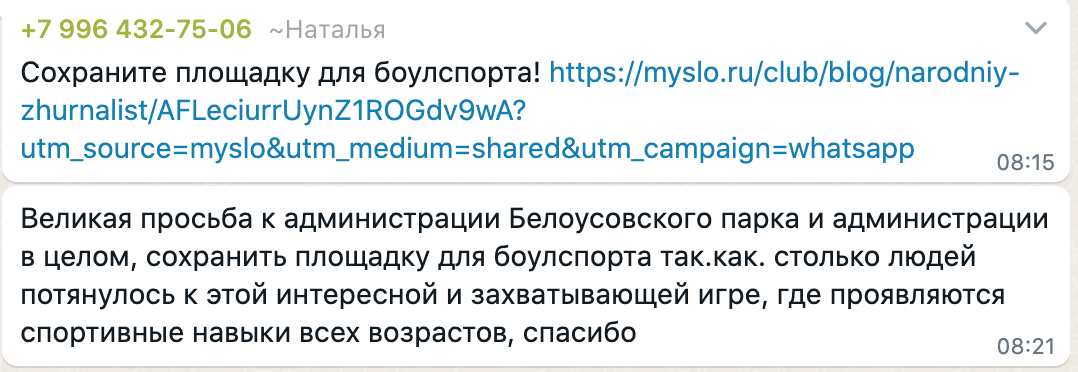 +7 996 432-75-06 ~Наталья
Сохраните площадку для боулспорта! https://myslo.ru/club/blog/narodniy-
zhurnalist/AFLeciurrUynZ1ROGdv9wA?
utm_source=myslo&utm_medium=shared&utm_campaign=whatsapp
08:15
Великая просьба к администрации Белоусовского парка и администрации
в целом, сохранить площадку для боулспорта так.как. столько людей
потянулось к этой интересной и захватывающей игре, где проявляются
спортивные навыки всех возрастов, спасибо
08:21